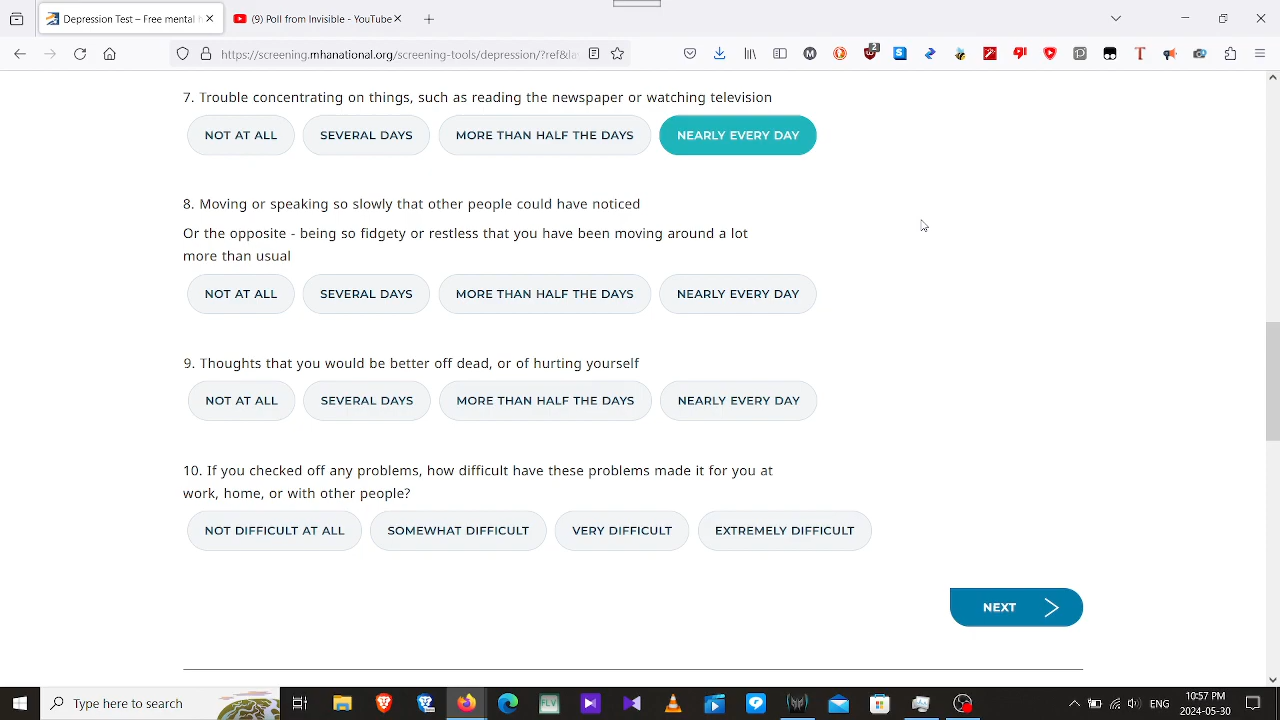 Depression Test – Free mental h
(9) Poll from Invisible - YouTube
https://screening.mhanational.org/screening-tools/depression/?ref&da
2
7. Trouble concentrating on things, such as reading the newspaper or watching television
NOT AT ALL SEVERAL DAYS MORE THAN HALF THE DAYS NEARLY EVERY DAY
8. Moving or speaking so slowly that other people could have noticed
Or the opposite - being so fidgety or restless that you have been moving around a lot
more than usual
NOT AT ALL SEVERAL DAYS MORE THAN HALF THE DAYS NEARLY EVERY DAY
9. Thoughts that you would be better off dead, or of hurting yourself
NOT AT ALL SEVERAL DAYS MORE THAN HALF THE DAYS NEARLY EVERY DAY
10. If you checked off any problems, how difficult have these problems made it for you at
work, home, or with other people?
NOT DIFFICULT AT ALL SOMEWHAT DIFFICULT VERY DIFFICULT EXTREMELY DIFFICULT
NEXT
Type here to search
FLV
ENG
10:57 PM
2024-05-30